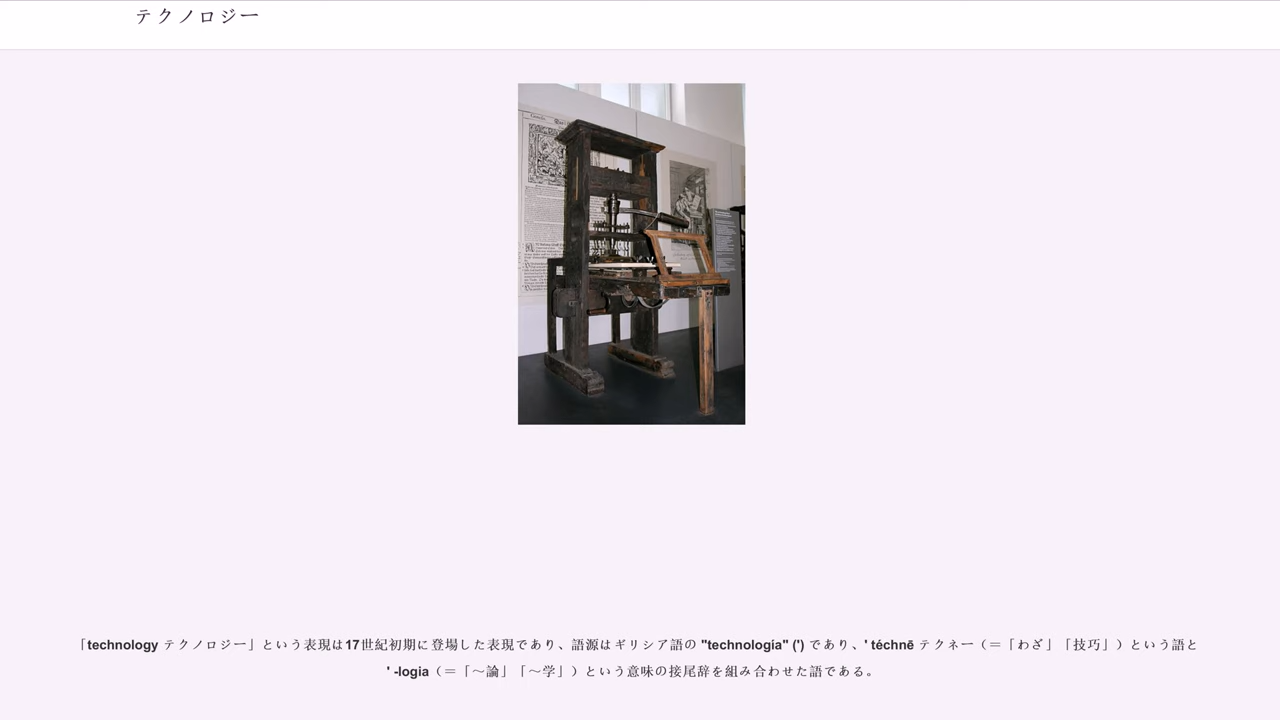 テクノロジー
「technology テクノロジー」という表現は17世紀初期に登場した表現であり、語源はギリシア語の "technología" (') であり、' téchnē テクネー（＝「わざ」「技巧」）という語と
' -logia（＝「〜論」「〜学」）という意味の接尾辞を組み合わせた語である。